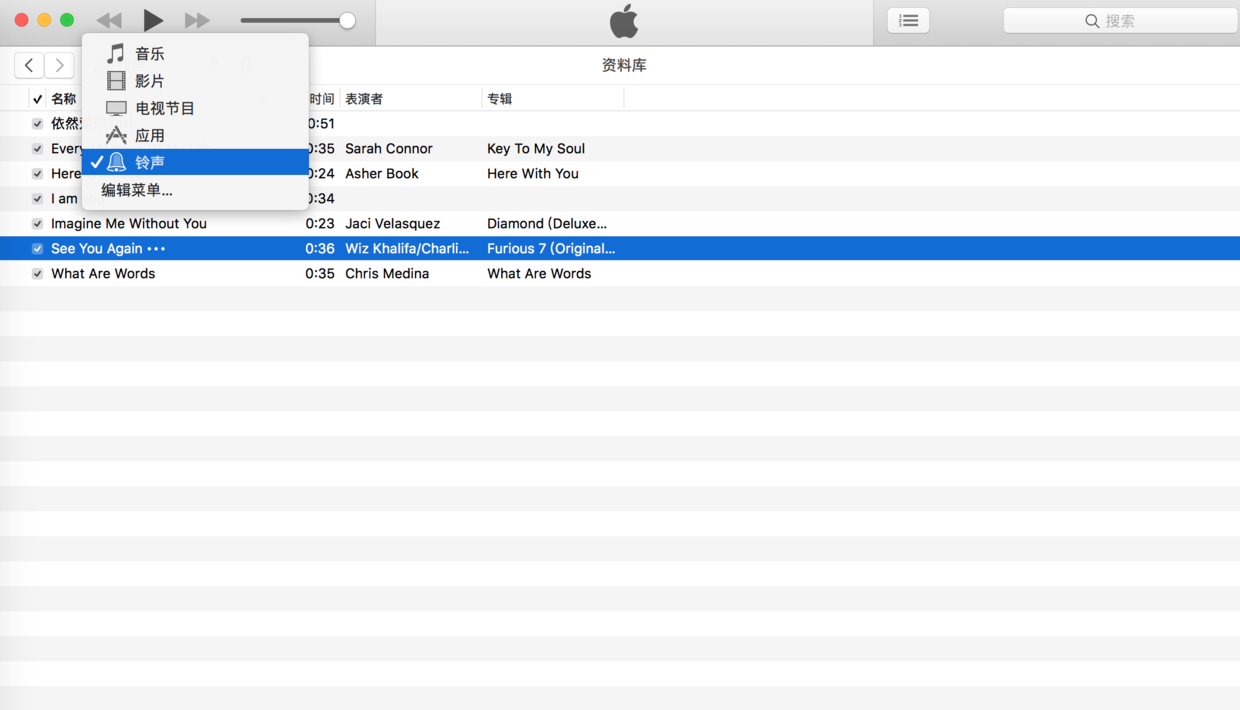 搜索
资料库
音乐
影片
电视节目
应用
铃声
编辑菜单...
名称 时间 表演者 专辑
依然 0:51
Every 0:35 Sarah Connor Key To My Soul
Here 0:24 Asher Book Here With You
I am 0:34
Imagine Me Without You 0:23 Jaci Velasquez Diamond (Deluxe...
See You Again ••• 0:36 Wiz Khalifa/Charli... Furious 7 (Original...
What Are Words 0:35 Chris Medina What Are Words